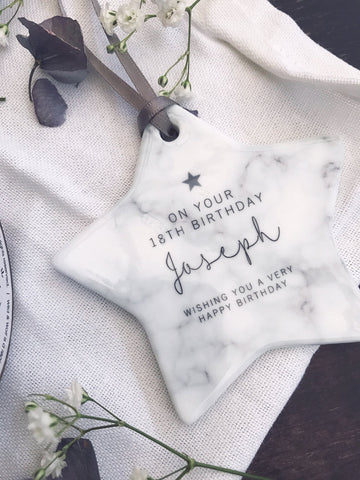 ON YOUR
18TH BIRTHDAY
Joseph
WISHING YOU A VERY
HAPPY BIRTHDAY